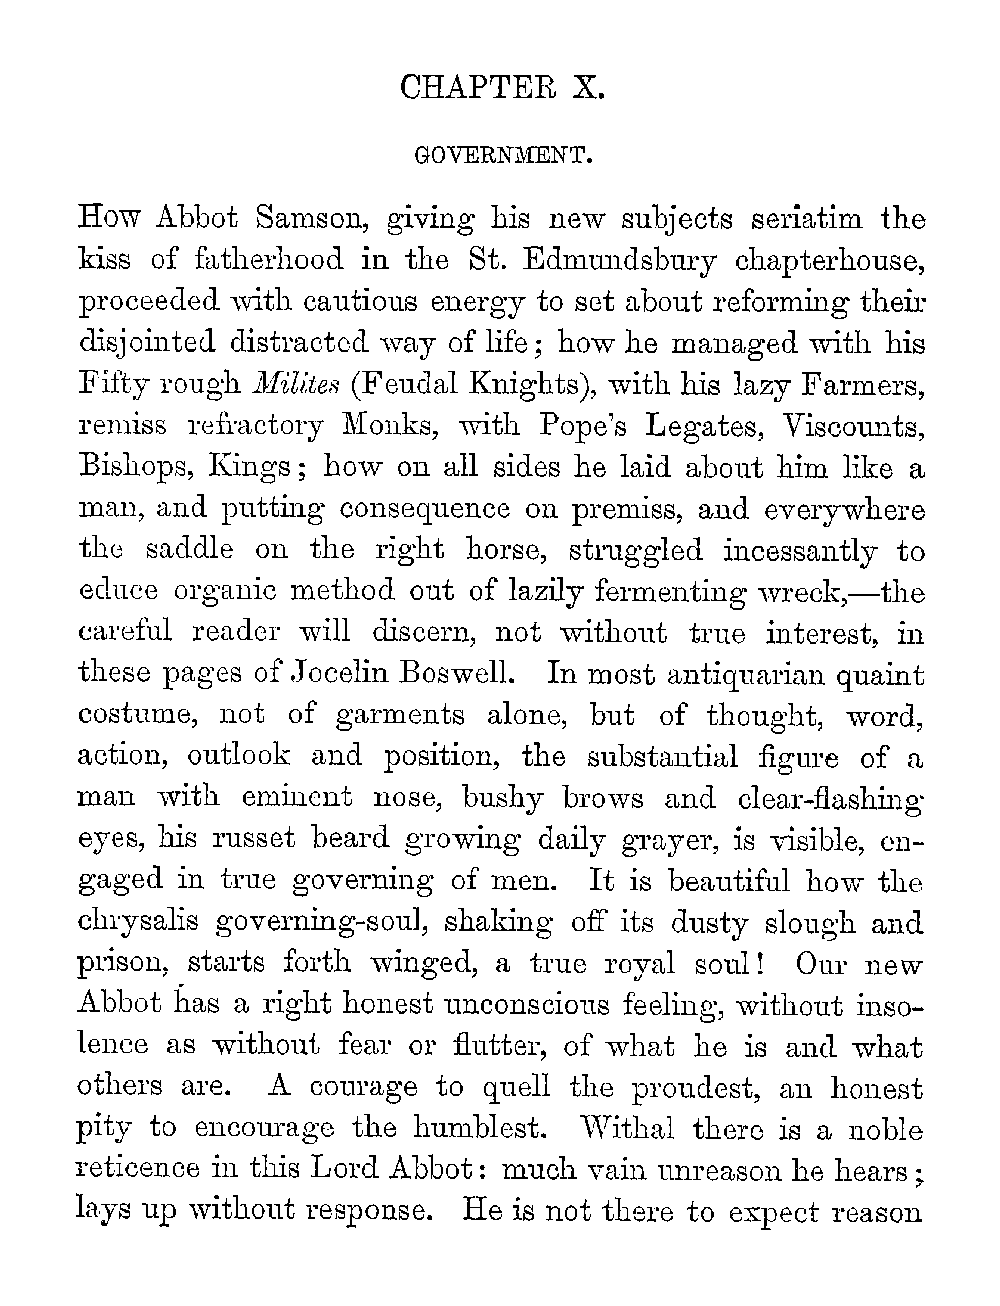 CHAPTER X.
GOVERNMENT.
How Abbot Samson, giving his new subjects seriatim the
kiss of fatherhood in the St. Edmundsbury chapterhouse,
proceeded with cautious energy to set about reforming their
disjointed distracted way of life; how he managed with his
Fifty rough Milites (Feudal Knights), with his lazy Farmers,
remiss refractory Monks, with Pope's Legates, Viscounts,
Bishops, Kings; how on all sides he laid about him like a
man, and putting consequence on premiss, and everywhere
the saddle on the right horse, struggled incessantly to
educe organic method out of lazily fermenting wreck,—the
careful reader will discern, not without true interest, in
these pages of Jocelin Boswell. In most antiquarian quaint
costume, not of garments alone, but of thought, word,
action, outlook and position, the substantial figure of a
man with eminent nose, bushy brows and clear-flashing
eyes, his russet beard growing daily grayer, is visible, en-
gaged in true governing of men. It is beautiful how the
chrysalis governing-soul, shaking off its dusty slough and
prison, starts forth winged, a true royal soul! Our new
Abbot has a right honest unconscious feeling, without inso-
lence as without fear or flutter, of what he is and what
others are. A courage to quell the proudest, an honest
pity to encourage the humblest. Withal there is a noble
reticence in this Lord Abbot: much vain unreason he hears;
lays up without response. He is not there to expect reason